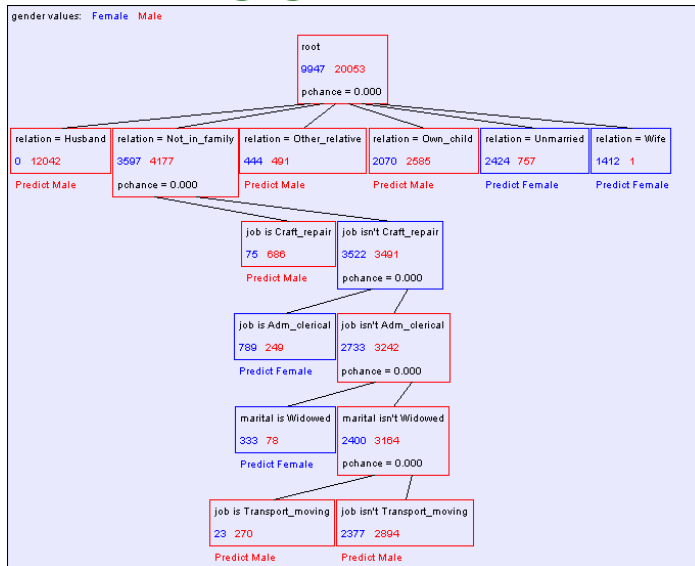 gender values: Female Male
root
9947 20053
pchance = 0.000
relation = Husband
0 12042
Predict Male
relation = Not_in_family
3597 4177
pchance = 0.000
relation = Other_relative
444 491
Predict Male
relation = Own_child
2070 2585
Predict Male
relation = Unmarried
2424 757
Predict Female
relation = Wife
1412 1
Predict Female
job is Craft_repair
75 686
Predict Male
job isn't Craft_repair
3522 3491
pchance = 0.000
job is Adm_clerical
789 249
Predict Female
job isn't Adm_clerical
2733 3242
pchance = 0.000
marital is Widowed
333 78
Predict Female
marital isn't Widowed
2400 3164
pchance = 0.000
job is Transport_moving
23 270
Predict Male
job isn't Transport_moving
2377 2894
Predict Male